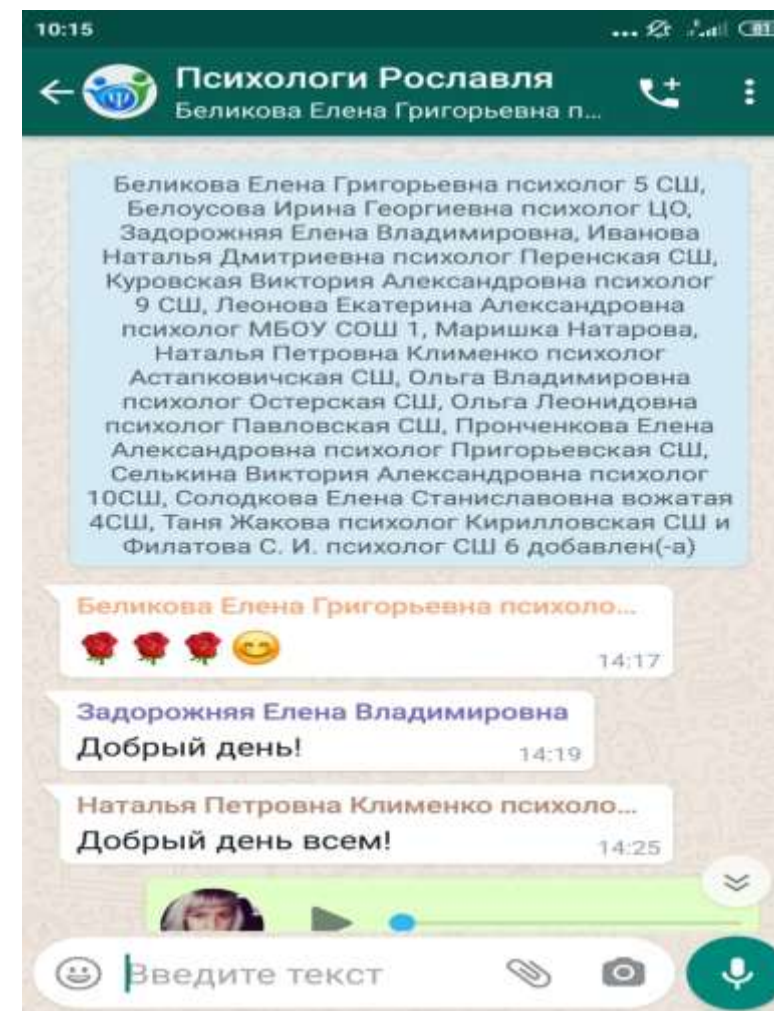 10:15
81
Психологи Рославля
Беликова Елена Григорьевна п...
Беликова Елена Григорьевна психолог 5 СШ,
Белоусова Ирина Георгиевна психолог ЦО,
Задорожняя Елена Владимировна, Иванова
Наталья Дмитриевна психолог Перенская СШ,
Куровская Виктория Александровна психолог
9 СШ, Леонова Екатерина Александровна
психолог МБОУ СОШ 1, Маришка Натарова,
Наталья Петровна Клименко психолог
Астапковичская СШ, Ольга Владимировна
психолог Остерская СШ, Ольга Леонидовна
психолог Павловская СШ, Пронченкова Елена
Александровна психолог Пригорьевская СШ,
Селькина Виктория Александровна психолог
10СШ, Солодкова Елена Станиславовна вожатая
4СШ, Таня Жакова психолог Кирилловская СШ и
Филатова С. И. психолог СШ 6 добавлен(-а)
Беликова Елена Григорьевна психоло...
🌹🌹🌹😊 14:17
Задорожняя Елена Владимировна
Добрый день! 14:19
Наталья Петровна Клименко психоло...
Добрый день всем! 14:25
Введите текст